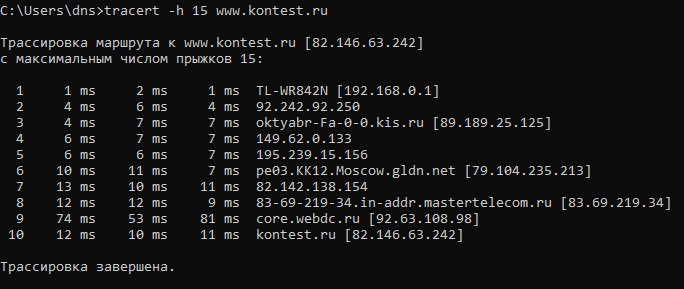 C:\Users\dns>tracert -h 15 www.kontest.ru
Трассировка маршрута к www.kontest.ru [82.146.63.242]
с максимальным числом прыжков 15:
1 1 ms 2 ms 1 ms TL-WR842N [192.168.0.1]
2 4 ms 6 ms 4 ms 92.242.92.250
3 4 ms 7 ms 7 ms oktyabr-Fa-0-0.kis.ru [89.189.25.125]
4 6 ms 7 ms 7 ms 149.62.0.133
5 6 ms 6 ms 7 ms 195.239.15.156
6 10 ms 11 ms 7 ms pe03.KK12.Moscow.gldn.net [79.104.235.213]
7 13 ms 10 ms 11 ms 82.142.138.154
8 12 ms 12 ms 9 ms 83-69-219-34.in-addr.mastertelecom.ru [83.69.219.34]
9 74 ms 53 ms 81 ms core.webdc.ru [92.63.108.98]
10 12 ms 10 ms 11 ms kontest.ru [82.146.63.242]
Трассировка завершена.